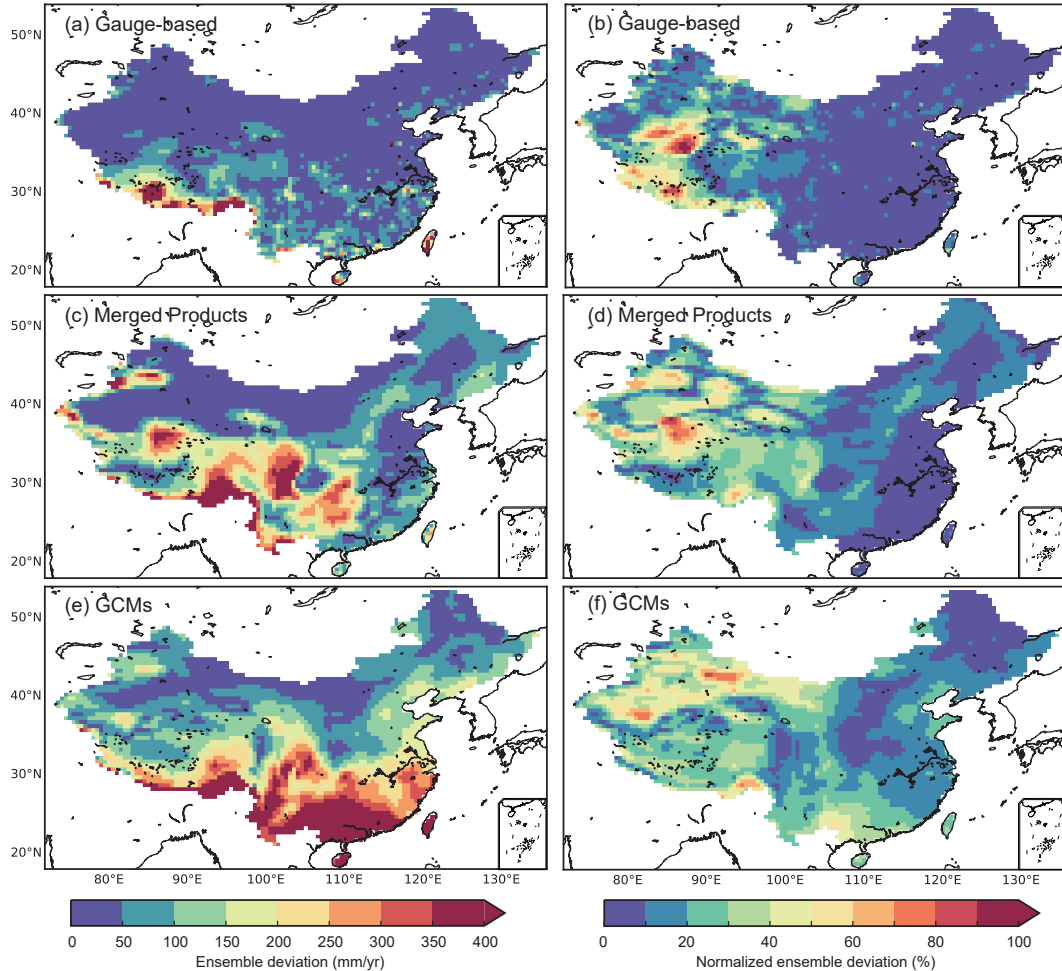 (a) Gauge-based
(b) Gauge-based
50°N
40°N
30°N
20°N
(c) Merged Products
(d) Merged Products
50°N
40°N
30°N
20°N
(e) GCMs
(f) GCMs
50°N
40°N
30°N
20°N
80°E 90°E 100°E 110°E 120°E 130°E
80°E 90°E 100°E 110°E 120°E 130°E
0 50 100 150 200 250 300 350 400
0 20 40 60 80 100
Ensemble deviation (mm/yr)
Normalized ensemble deviation (%)